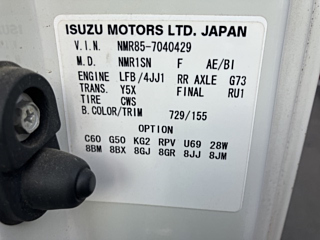 ISUZU MOTORS LTD. JAPAN
V.I.N. NMR85-7040429
M.D. NMR1SN F AE/BI
ENGINE LFB/4JJ1 RR AXLE G73
TRANS. Y5X FINAL RU1
TIRE CWS
B.COLOR/TRIM 729/155
OPTION
C60 G50 KG2 RPV U69 28W
8BM 8BX 8GJ 8GR 8JJ 8JM